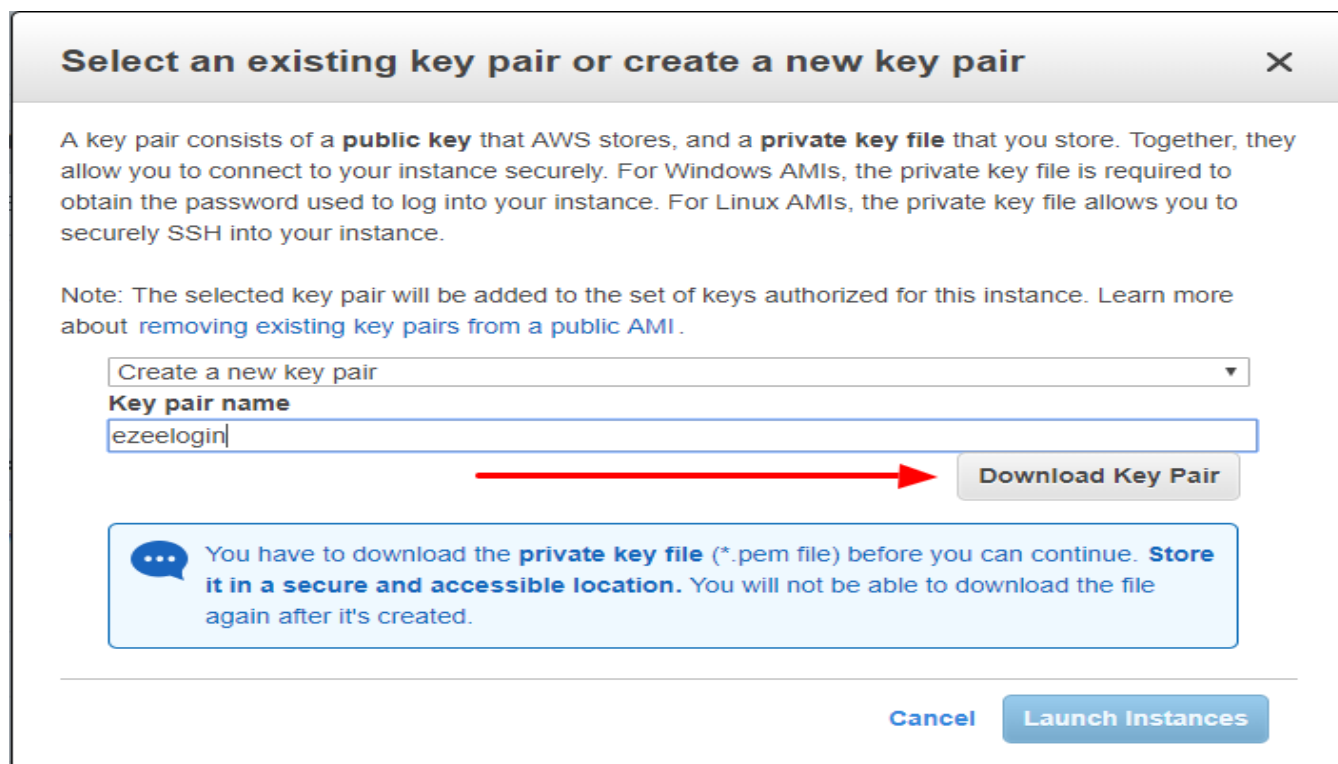 Select an existing key pair or create a new key pair
A key pair consists of a public key that AWS stores, and a private key file that you store. Together, they
allow you to connect to your instance securely. For Windows AMIs, the private key file is required to
obtain the password used to log into your instance. For Linux AMIs, the private key file allows you to
securely SSH into your instance.
Note: The selected key pair will be added to the set of keys authorized for this instance. Learn more
about removing existing key pairs from a public AMI.
Create a new key pair
Key pair name
ezeelogin
Download Key Pair
You have to download the private key file (*.pem file) before you can continue. Store
it in a secure and accessible location. You will not be able to download the file
again after it's created.
Cancel
Launch Instances